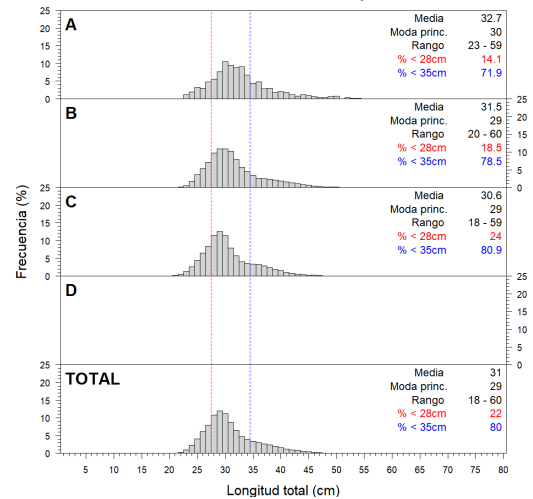 A
Media 32.7
Moda princ. 30
Rango 23 - 59
% < 28cm 14.1
% < 35cm 71.9
25
20
15
10
5
0
B
Media 31.5
Moda princ. 29
Rango 20 - 60
% < 28cm 18.5
% < 35cm 78.5
25
20
15
10
5
0
C
Media 30.6
Moda princ. 29
Rango 18 - 59
% < 28cm 24
% < 35cm 80.9
25
20
15
10
5
0
D
25
20
15
10
5
0
TOTAL
Media 31
Moda princ. 29
Rango 18 - 60
% < 28cm 22
% < 35cm 80
25
20
15
10
5
0
Frecuencia (%)
5 10 15 20 25 30 35 40 45 50 55 60 65 70 75 80
Longitud total (cm)